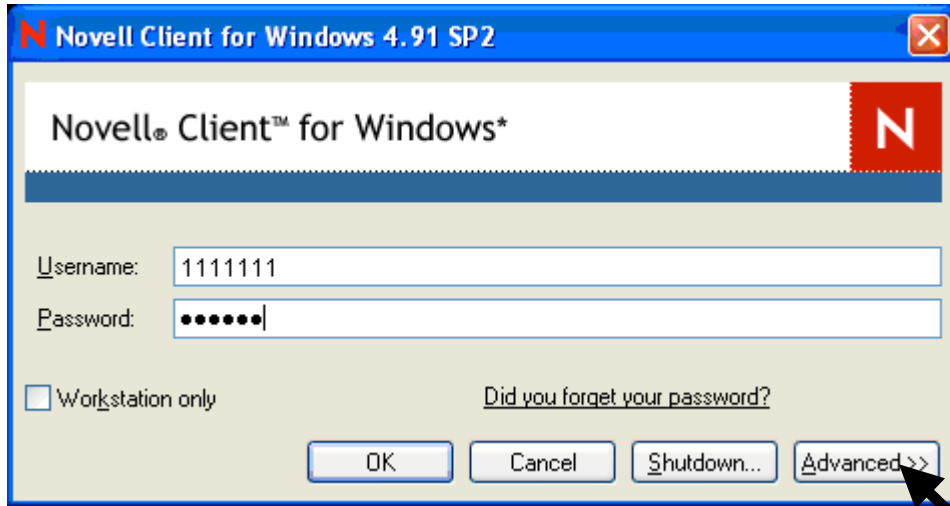 N Novell Client for Windows 4.91 SP2
Novell® Client™ for Windows* N
Username: 1111111
Password: ●●●●●●
Workstation only Did you forget your password?
OK Cancel Shutdown... Advanced >>